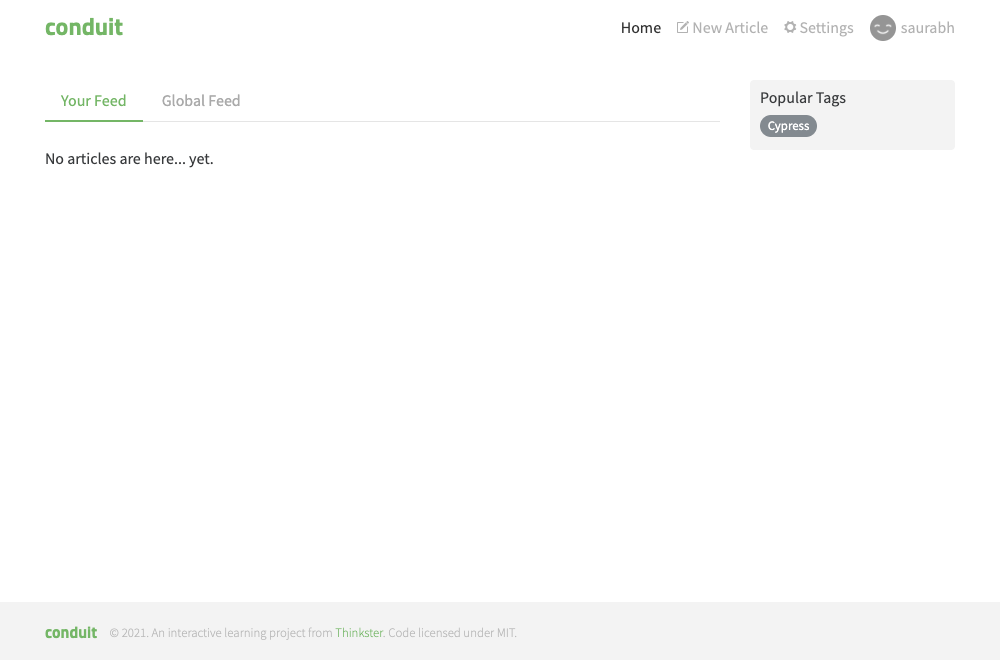 conduit
Home New Article Settings saurabh
Your Feed Global Feed
No articles are here... yet.
Popular Tags
Cypress
conduit © 2021. An interactive learning project from Thinkster. Code licensed under MIT.